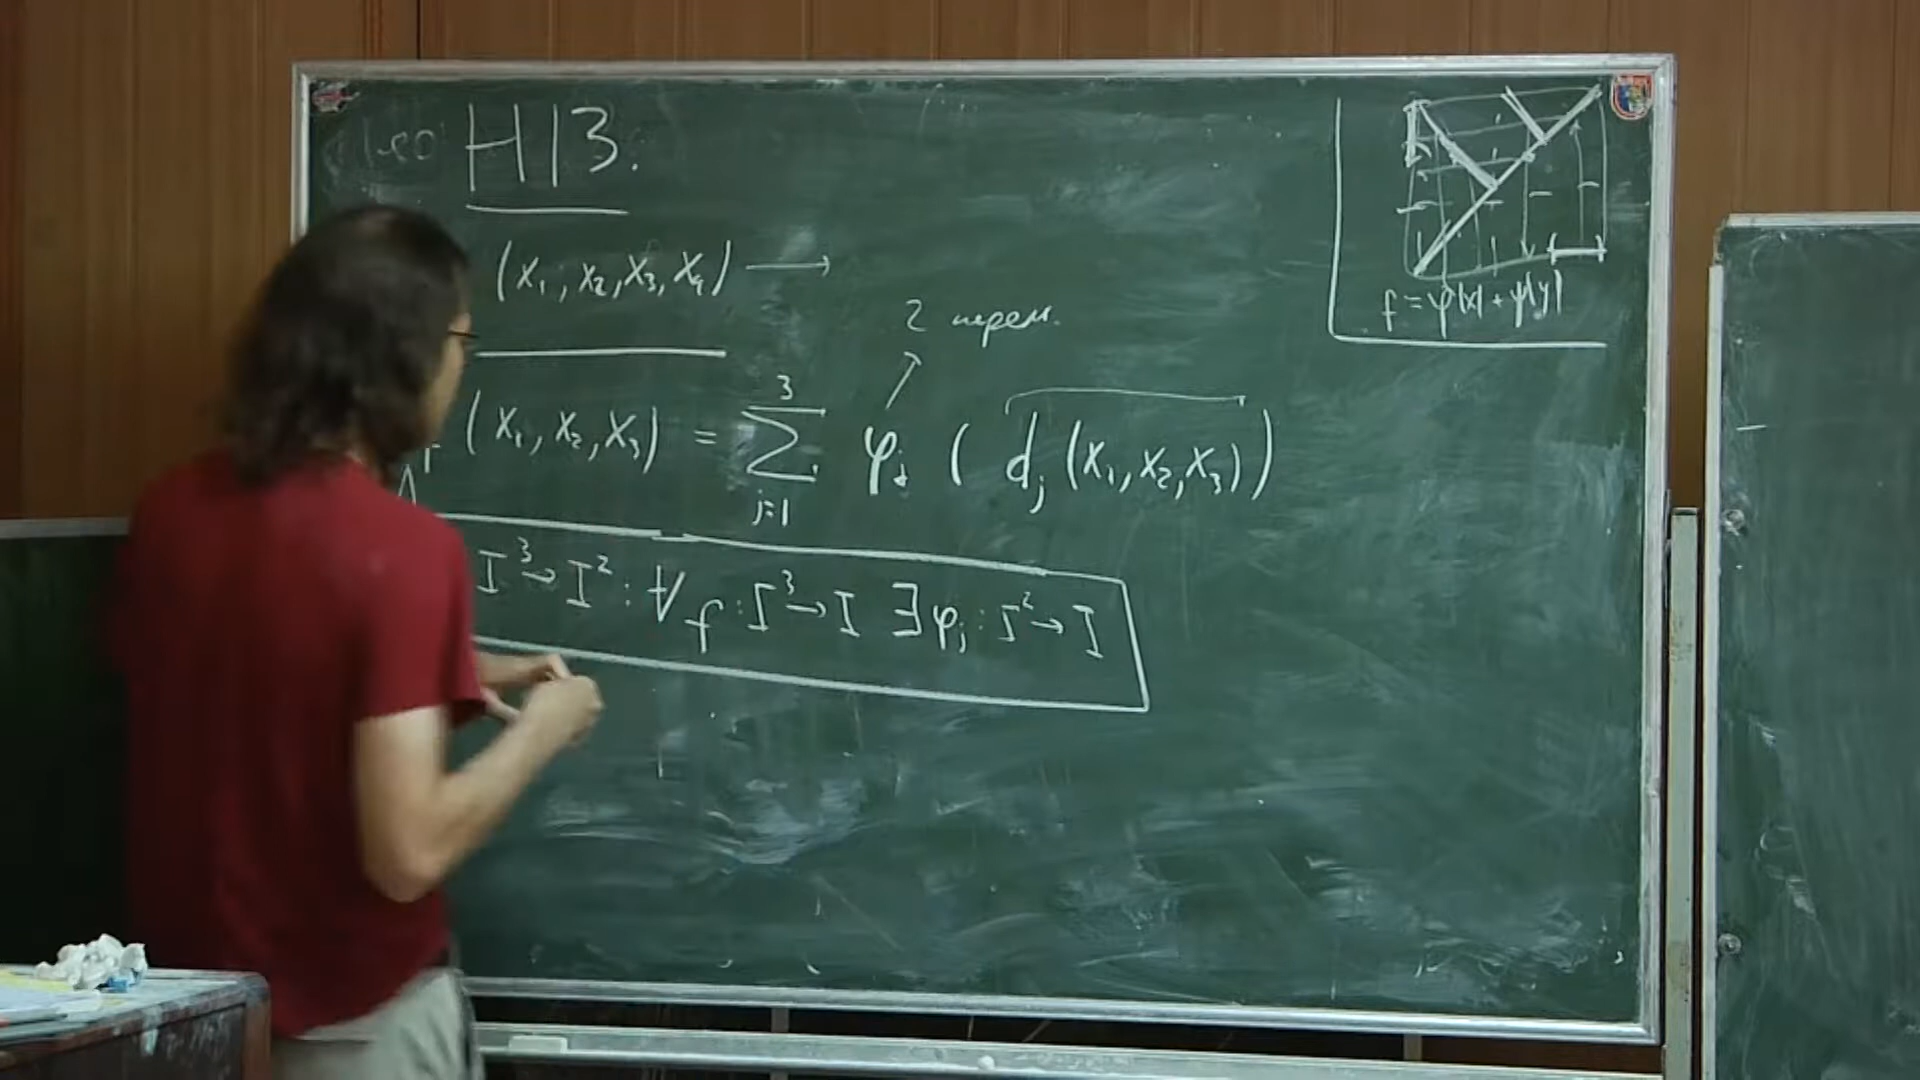 H13.
(x₁, x₂, x₃, x₄) →
2 перем.
(x₁, x₂, x₃) = ∑ⱼ₌₁³ φⱼ ( dⱼ (x₁, x₂, x₃) )
I³ → I² : ∀ f : I³ → I ∃ φⱼ : I² → I
f = φ(x) + ψ(y)